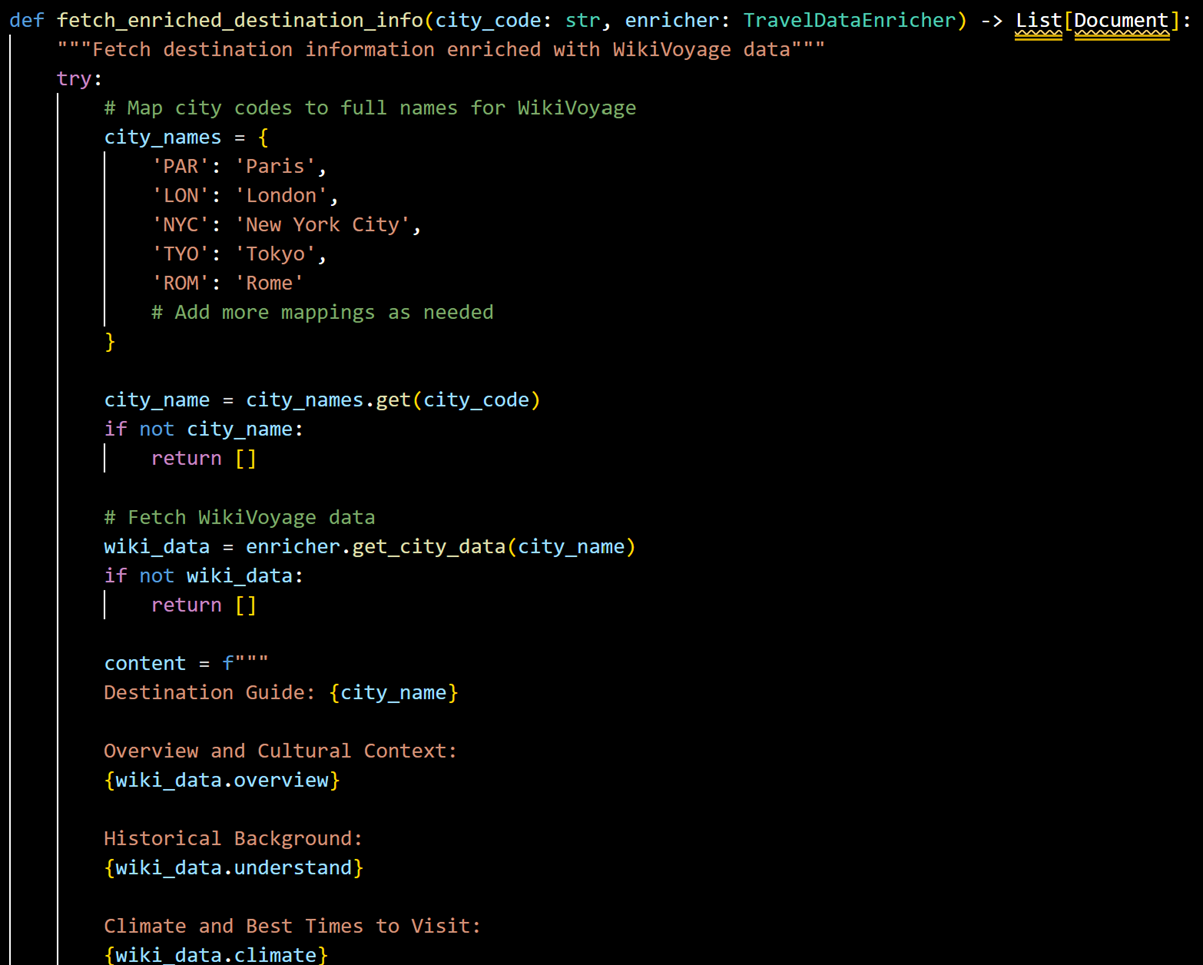 def fetch_enriched_destination_info(city_code: str, enricher: TravelDataEnricher) -> List[Document]:
    """Fetch destination information enriched with WikiVoyage data"""
    try:
        # Map city codes to full names for WikiVoyage
        city_names = {
            'PAR': 'Paris',
            'LON': 'London',
            'NYC': 'New York City',
            'TYO': 'Tokyo',
            'ROM': 'Rome'
            # Add more mappings as needed
        }

        city_name = city_names.get(city_code)
        if not city_name:
            return []

        # Fetch WikiVoyage data
        wiki_data = enricher.get_city_data(city_name)
        if not wiki_data:
            return []

        content = f"""
        Destination Guide: {city_name}

        Overview and Cultural Context:
        {wiki_data.overview}

        Historical Background:
        {wiki_data.understand}

        Climate and Best Times to Visit:
        {wiki_data.climate}